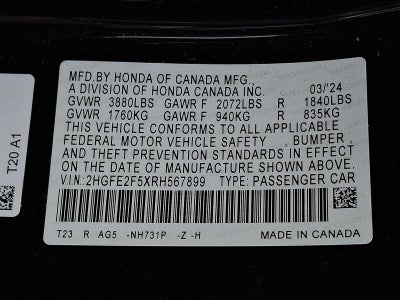 MFD.BY HONDA OF CANADA MFG.,
A DIVISION OF HONDA CANADA INC. 03/'24
GVWR 3880LBS GAWR F 2072LBS R 1840LBS
GVWR 1760KG GAWR F 940KG R 835KG
THIS VEHICLE CONFORMS TO ALL APPLICABLE
FEDERAL MOTOR VEHICLE SAFETY, BUMPER,
AND THEFT PREVENTION STANDARDS IN EFFECT
ON THE DATE OF MANUFACTURE SHOWN ABOVE.
V.I.N.:2HGFE2F5XRH567899 TYPE: PASSENGER CAR
T23 R AG5 -NH731P -Z -H MADE IN CANADA
T20 A1